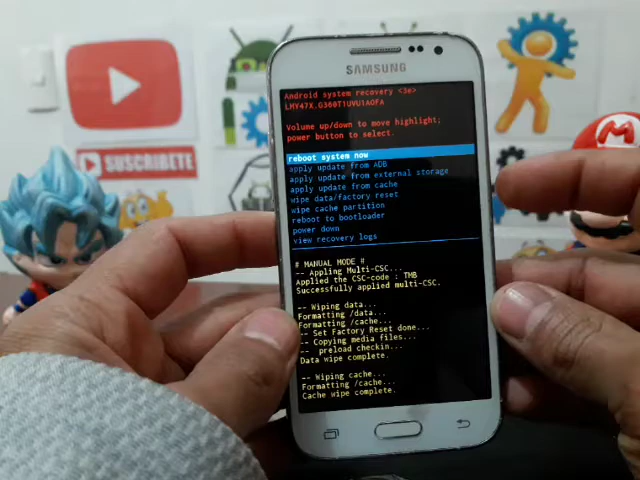 SAMSUNG
Android system recovery <3e>
LMY47X.G360T1UVU1AOFA
Volume up/down to move highlight;
power button to select.
reboot system now
apply update from ADB
apply update from external storage
apply update from cache
wipe data/factory reset
wipe cache partition
reboot to bootloader
power down
view recovery logs
# MANUAL MODE #
-- Appling Multi-CSC...
Applied the CSC-code : TMB
Successfully applied multi-CSC.
-- Wiping data...
Formatting /data...
Formatting /cache...
-- Set Factory Reset done...
-- Copying media files...
-- preload checkin...
Data wipe complete.
-- Wiping cache...
Formatting /cache...
Cache wipe complete.
SUSCRIBETE
M